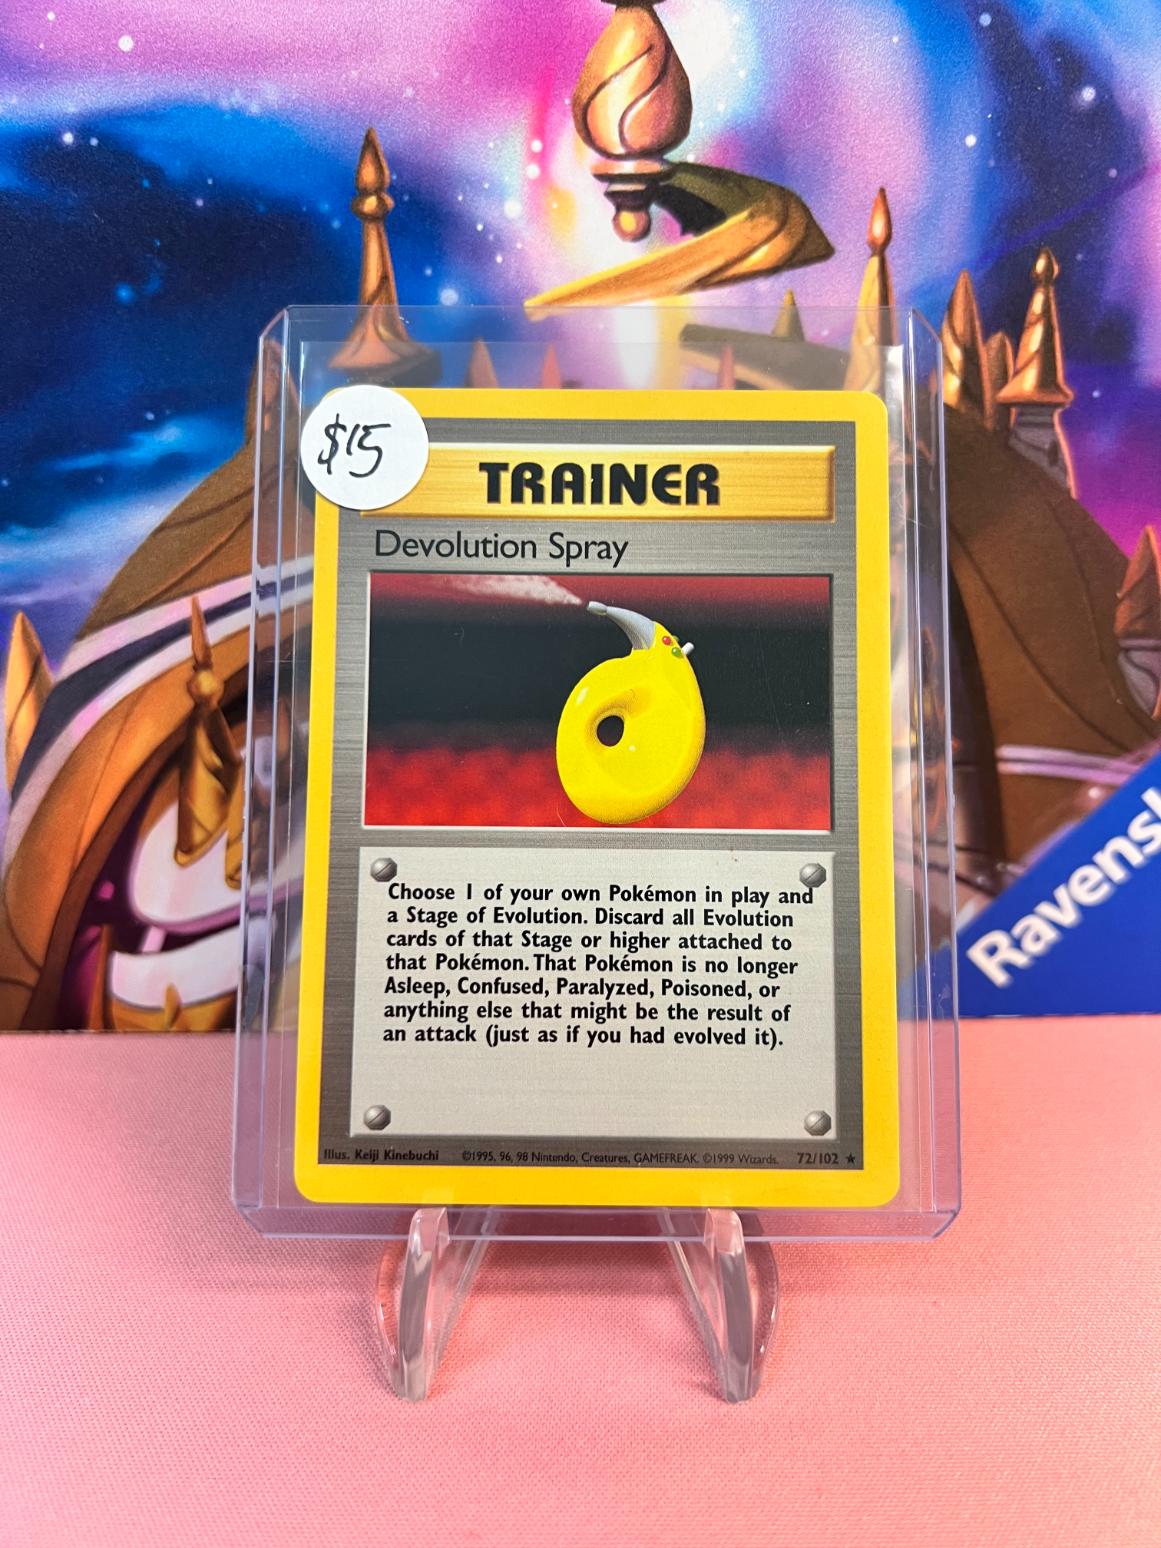 $15
TRAINER
Devolution Spray
Choose 1 of your own Pokémon in play and
a Stage of Evolution. Discard all Evolution
cards of that Stage or higher attached to
that Pokémon. That Pokémon is no longer
Asleep, Confused, Paralyzed, Poisoned, or
anything else that might be the result of
an attack (just as if you had evolved it).
Illus. Keiji Kinebuchi ©1995, 96, 98 Nintendo, Creatures, GAMEFREAK. ©1999 Wizards. 72/102 ★
Ravens